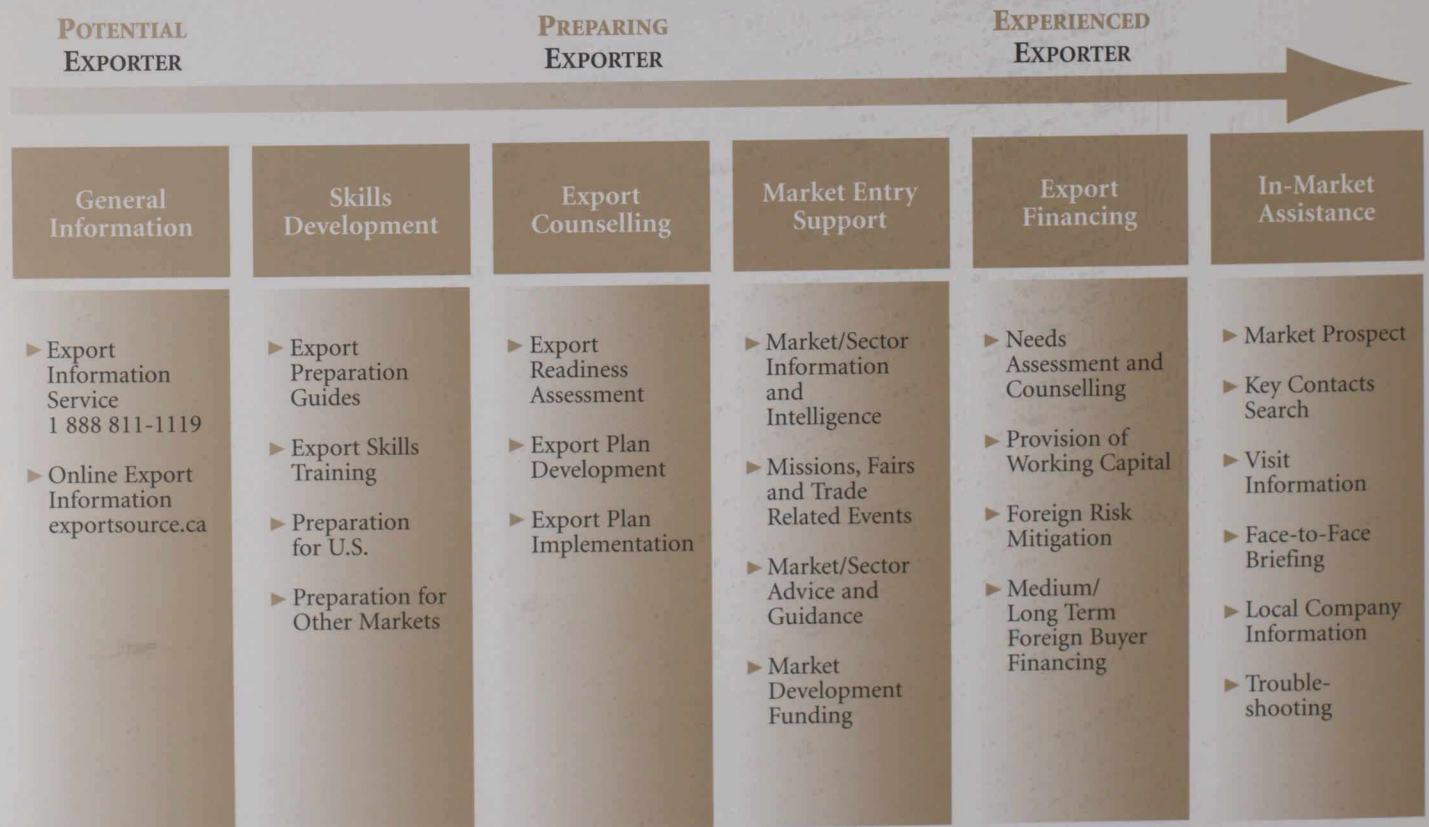 POTENTIAL
EXPORTER
PREPARING
EXPORTER
EXPERIENCED
EXPORTER
General
Information
► Export
Information
Service
1 888 811-1119
► Online Export
Information
exportsource.ca
Skills
Development
► Export
Preparation
Guides
► Export Skills
Training
► Preparation
for U.S.
► Preparation for
Other Markets
Export
Counselling
► Export
Readiness
Assessment
► Export Plan
Development
► Export Plan
Implementation
Market Entry
Support
► Market/Sector
Information
and
Intelligence
► Missions, Fairs
and Trade
Related Events
► Market/Sector
Advice and
Guidance
► Market
Development
Funding
Export
Financing
► Needs
Assessment and
Counselling
► Provision of
Working Capital
► Foreign Risk
Mitigation
► Medium/
Long Term
Foreign Buyer
Financing
In-Market
Assistance
► Market Prospect
► Key Contacts
Search
► Visit
Information
► Face-to-Face
Briefing
► Local Company
Information
► Trouble-
shooting